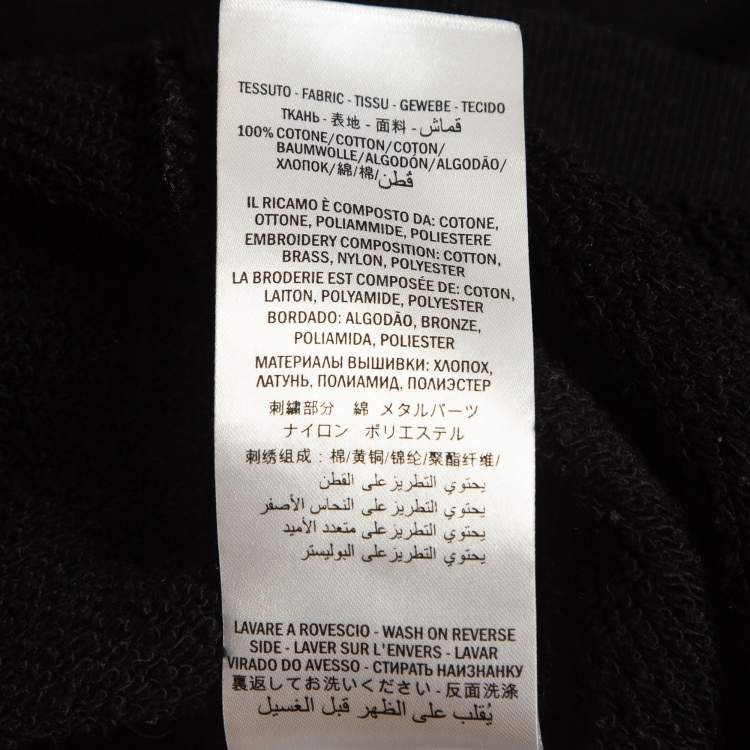 TESSUTO - FABRIC - TISSU - GEWEBE - TECIDO
ТКАНЬ - 表地 - 面料 - قماش
100% COTONE/COTTON/COTON/
BAUMWOLLE/ALGODÓN/ALGODÃO/
ХЛОПОК/綿/棉/قُطن
IL RICAMO È COMPOSTO DA: COTONE,
OTTONE, POLIAMMIDE, POLIESTERE
EMBROIDERY COMPOSITION: COTTON,
BRASS, NYLON, POLYESTER
LA BRODERIE EST COMPOSÉE DE: COTON,
LAITON, POLYAMIDE, POLYESTER
BORDADO: ALGODÃO, BRONZE,
POLIAMIDA, POLIESTER
МАТЕРИАЛЫ ВЫШИВКИ: ХЛОПОХ,
ЛАТУНЬ, ПОЛИАМИД, ПОЛИЭСТЕР
刺繍部分 綿 メタルパーツ
ナイロン ポリエステル
刺绣组成：棉/黄铜/锦纶/聚酯纤维/
يحتوي التطريز على القطن
يحتوي التطريز على النحاس الأصفر
يحتوي التطريز على متعدد الأميد
يحتوي التطريز على البوليستر
LAVARE A ROVESCIO - WASH ON REVERSE
SIDE - LAVER SUR L'ENVERS - LAVAR
VIRADO DO AVESSO - СТИРАТЬ НАИЗНАНКУ
裏返してお洗いください - 反面洗涤
يُقلب على الظهر قبل الغسيل